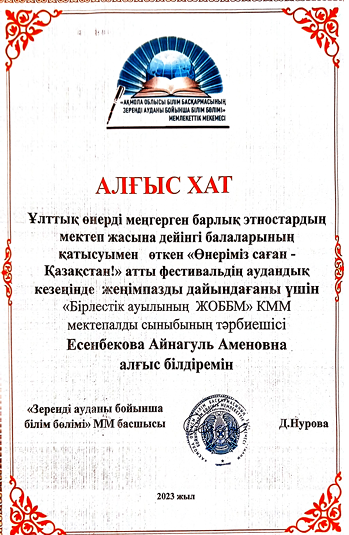 «АҚМОЛА ОБЛЫСЫ БІЛІМ БАСҚАРМАСЫНЫҢ
ЗЕРЕНДІ АУДАНЫ БОЙЫНША БІЛІМ БӨЛІМІ»
МЕМЛЕКЕТТІК МЕКЕМЕСІ
АЛҒЫС ХАТ
Ұлттық өнерді меңгерген барлық этностардың
мектеп жасына дейінгі балаларының
қатысуымен өткен «Өнеріміз саған -
Қазақстан!» атты фестивальдің аудандық
кезеңінде жеңімпазды дайындағаны үшін
«Бірлестік ауылының ЖОББМ» КММ
мектепалды сыныбының тәрбиешісі
Есенбекова Айнагуль Аменовна
алғыс білдіремін
«Зеренді ауданы бойынша
білім бөлімі» ММ басшысы
Д.Нурова
2023 жыл